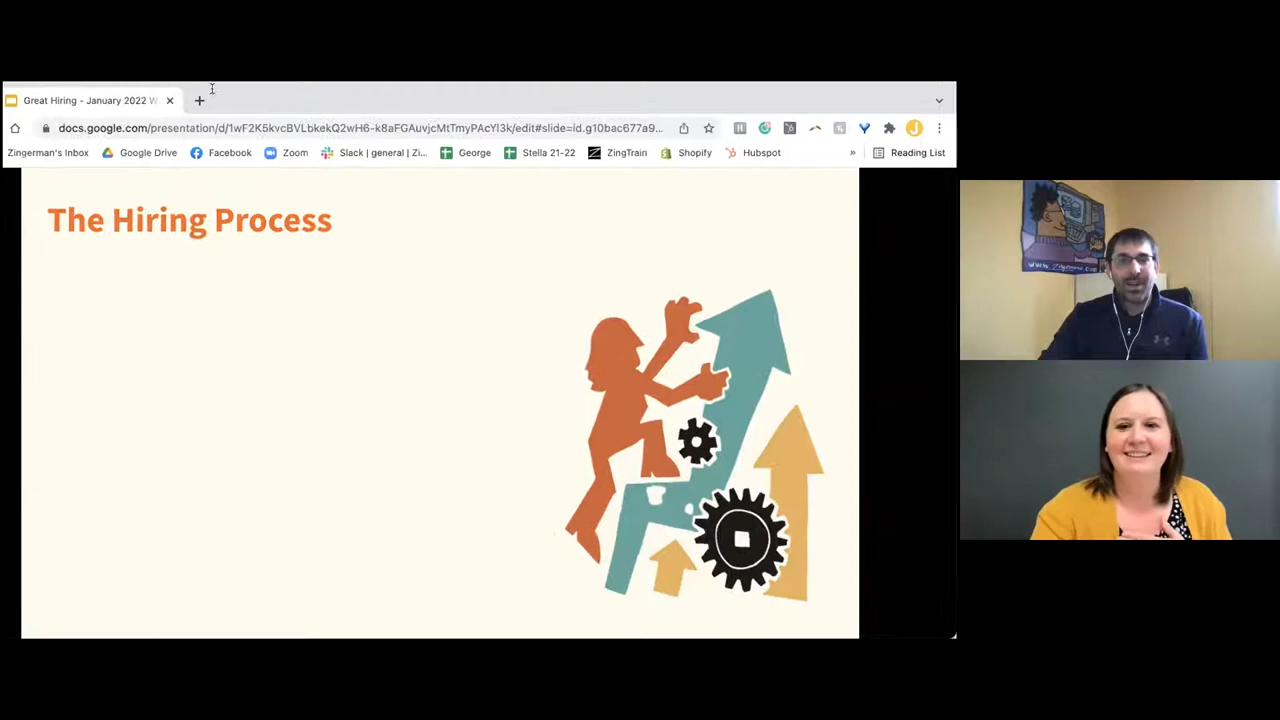 Great Hiring - January 2022 W
docs.google.com/presentation/d/1wF2K5kvcBVLbkekQ2wH6-k8aFGAuvjcMtTmyPAcYl3k/edit#slide=id.g10bac677a9...
Zingerman's Inbox Google Drive Facebook Zoom Slack | general | Zi... George Stella 21-22 ZingTrain Shopify Hubspot » Reading List
The Hiring Process